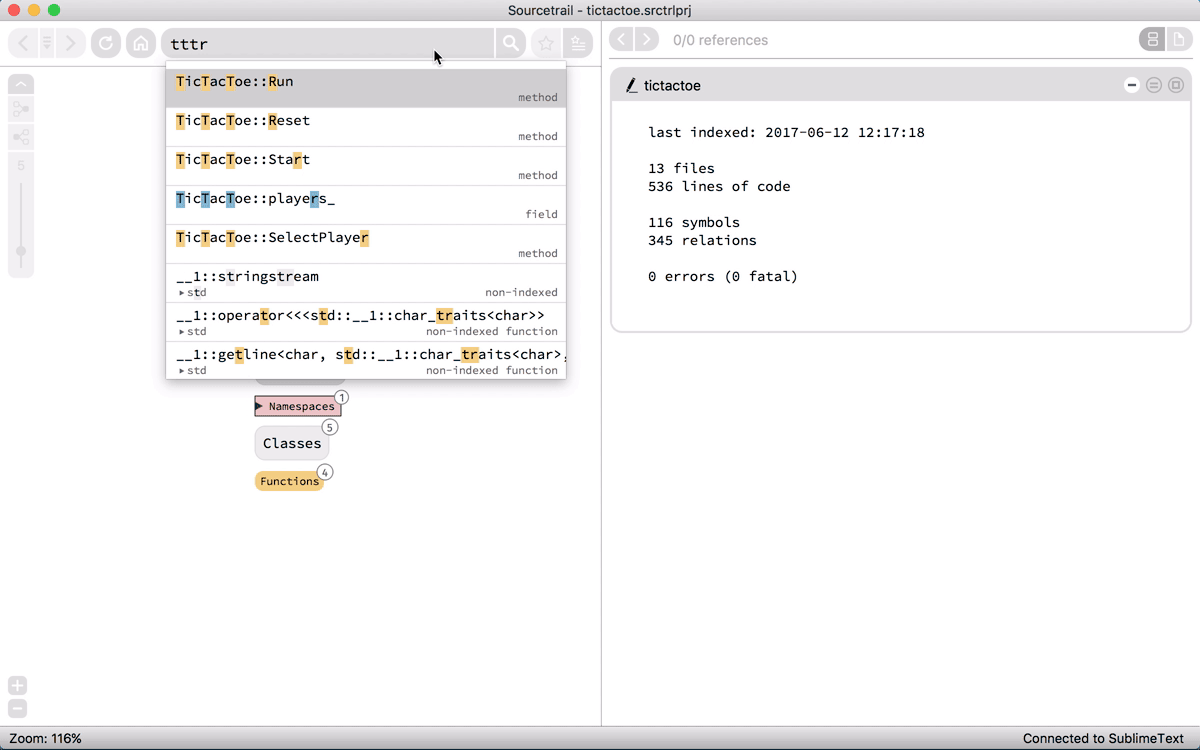 Sourcetrail - tictactoe.srctrlprj
tttr
0/0 references
TicTacToe::Run
method
TicTacToe::Reset
method
TicTacToe::Start
method
TicTacToe::players_
field
TicTacToe::SelectPlayer
method
__1::stringstream
▸std non-indexed
__1::operator<<<std::__1::char_traits<char>>
▸std non-indexed function
__1::getline<char, std::__1::char_traits<char>,
▸std non-indexed function
5
Namespaces 1
Classes 5
Functions 4
tictactoe
last indexed: 2017-06-12 12:17:18
13 files
536 lines of code
116 symbols
345 relations
0 errors (0 fatal)
Zoom: 116%
Connected to SublimeText